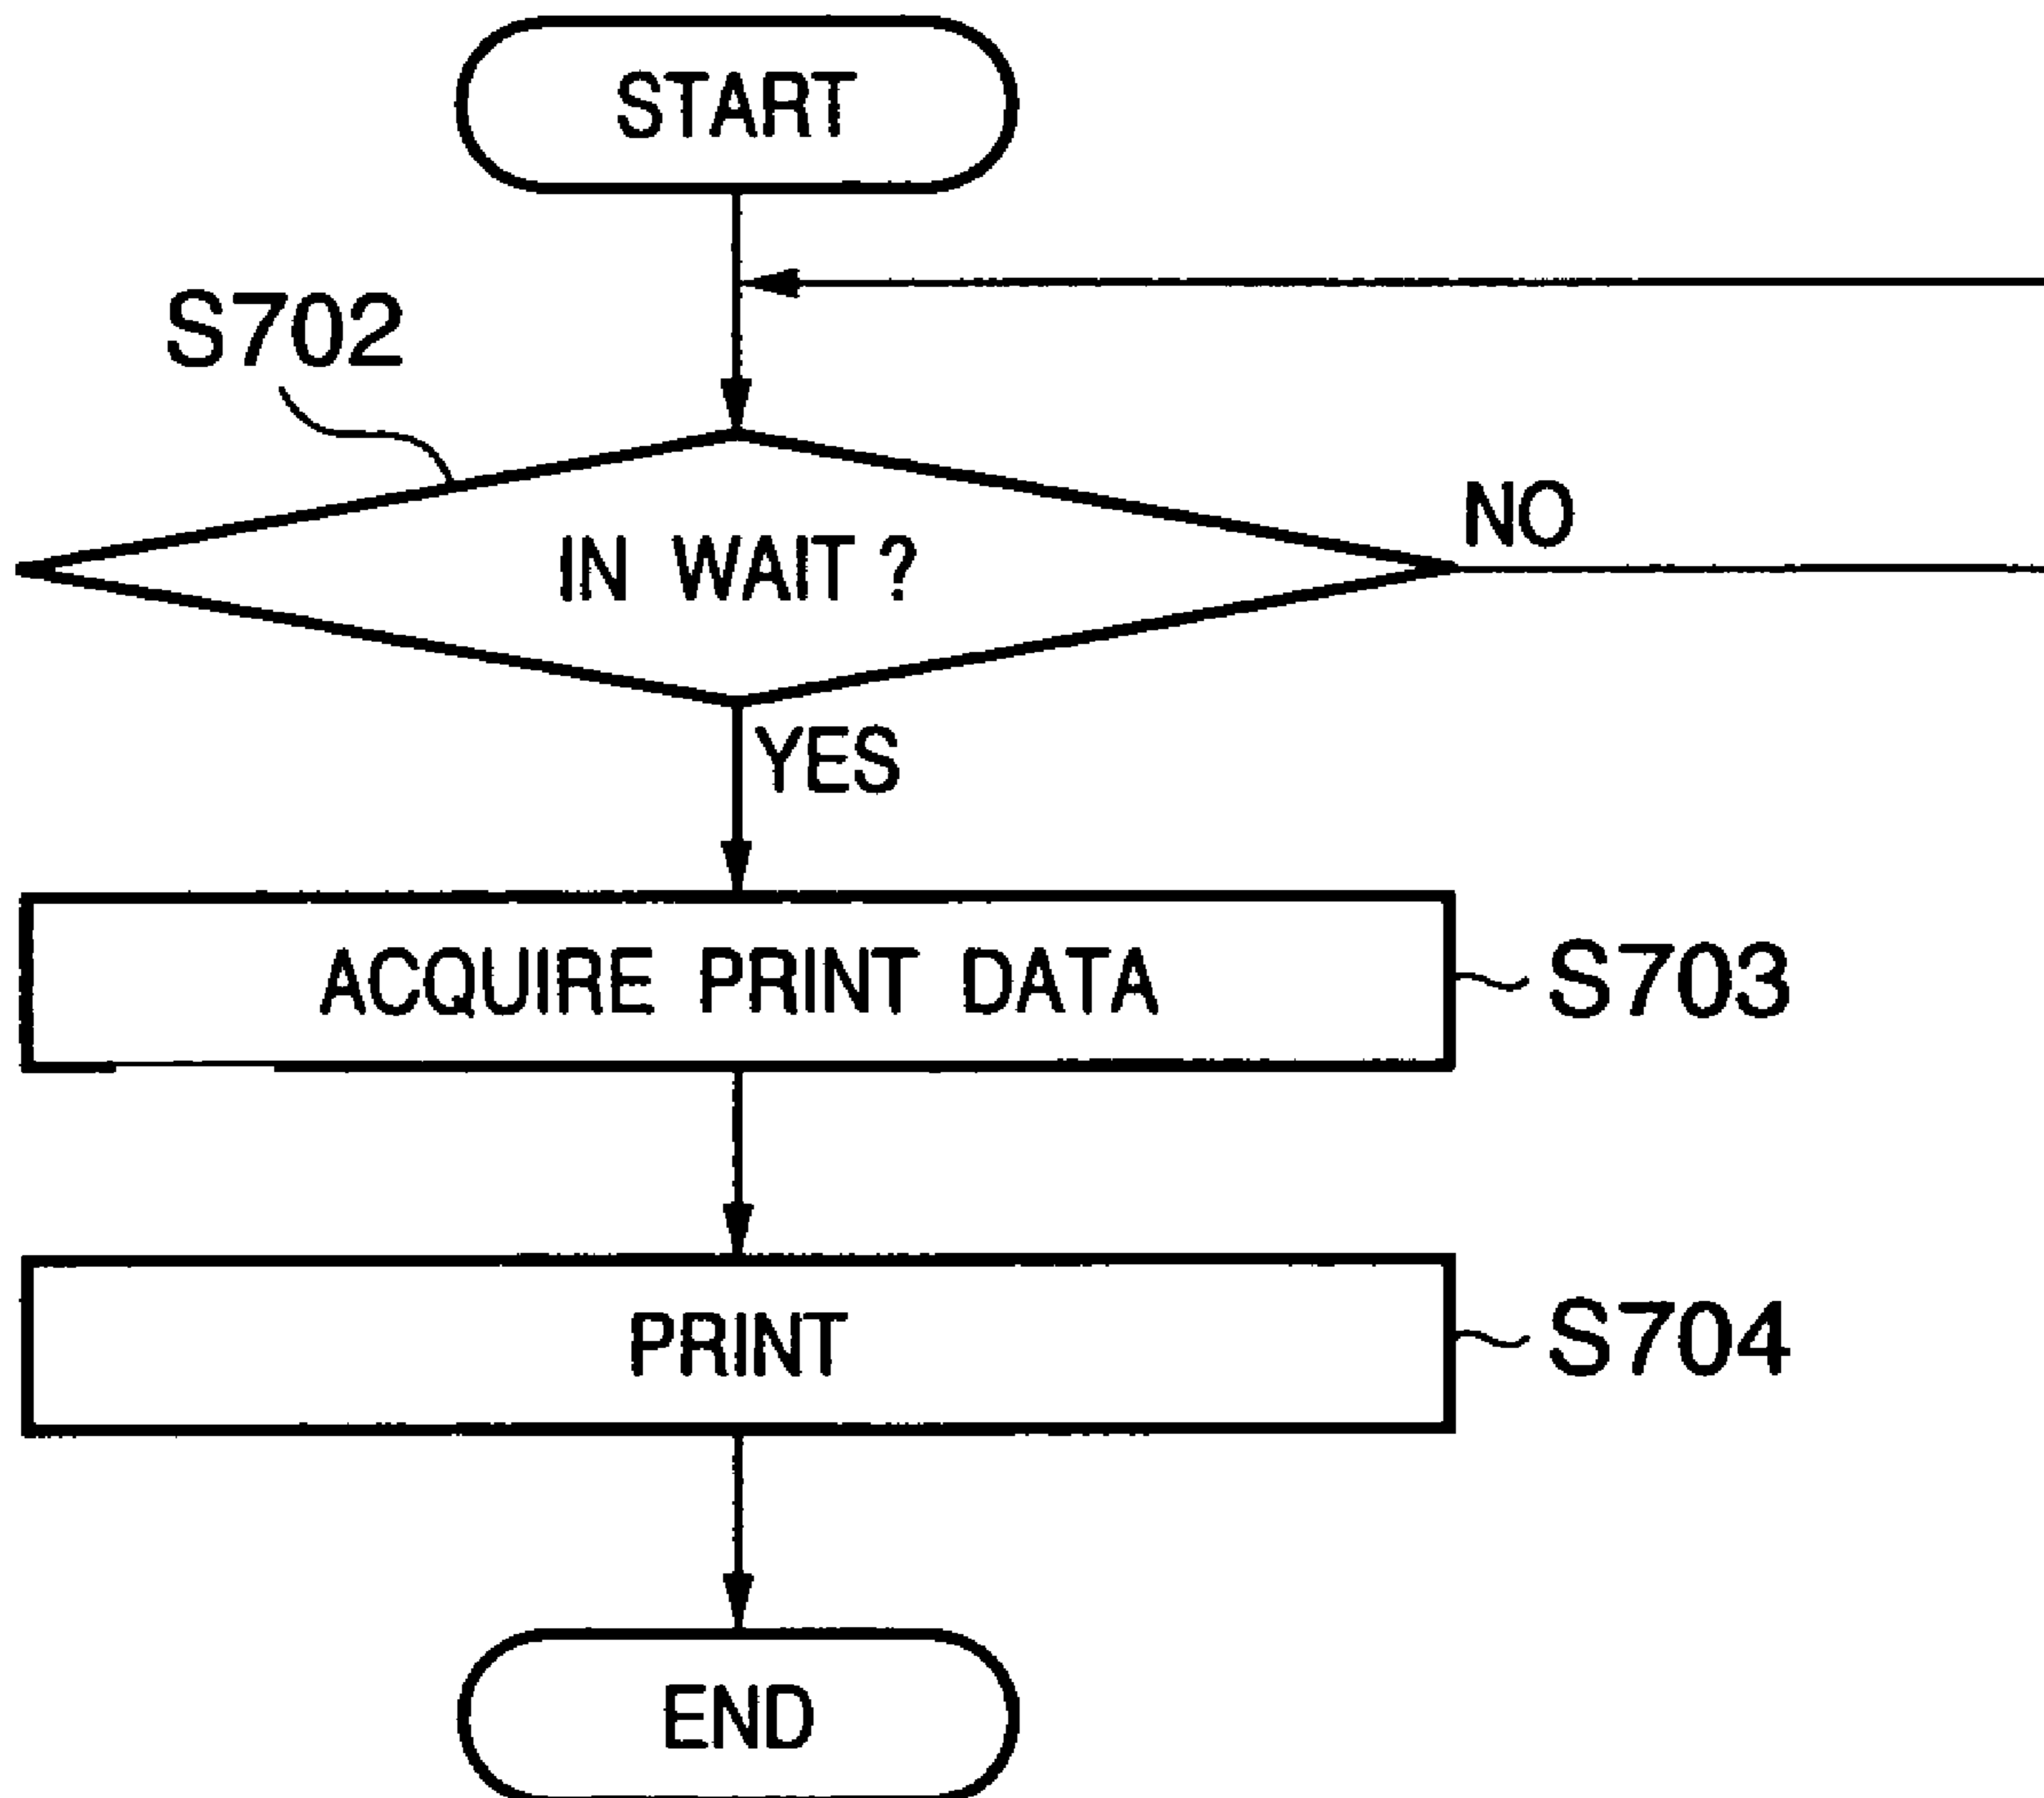 START
S702
IN WAIT ?
NO
YES
ACQUIRE PRINT DATA
S703
PRINT
S704
END